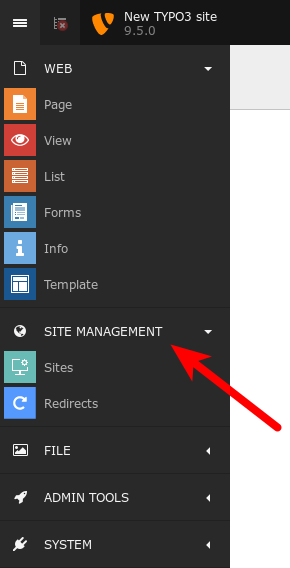 New TYPO3 site
9.5.0
WEB
Page
View
List
Forms
Info
Template
SITE MANAGEMENT
Sites
Redirects
FILE
ADMIN TOOLS
SYSTEM